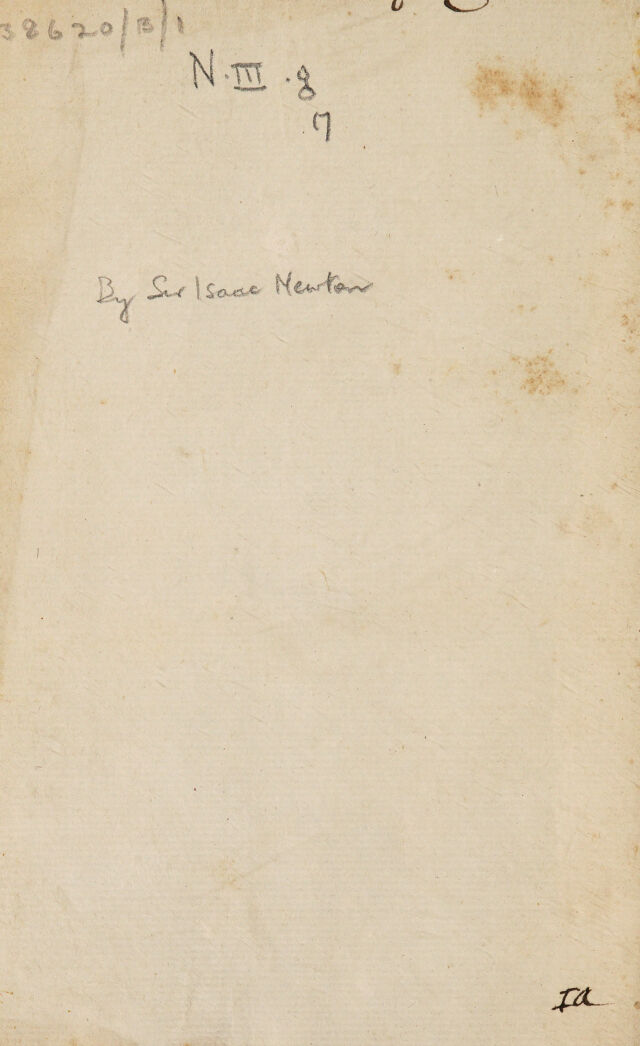 38620/B/1
N.III.8
7
By Sir Isaac Newton
Ia